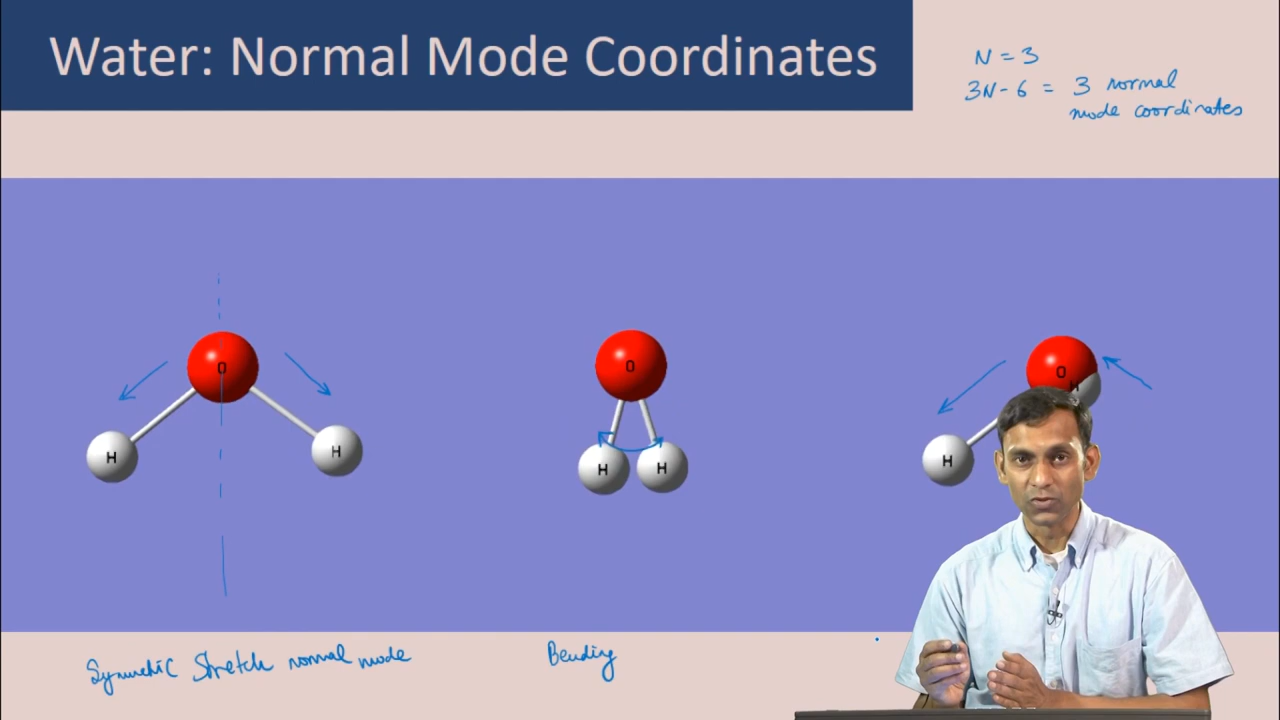 Water: Normal Mode Coordinates
N = 3
3N - 6 = 3 normal
mode coordinates
O
H
H
O
H
H
O
H
H
Symmetric Stretch normal mode
Bending